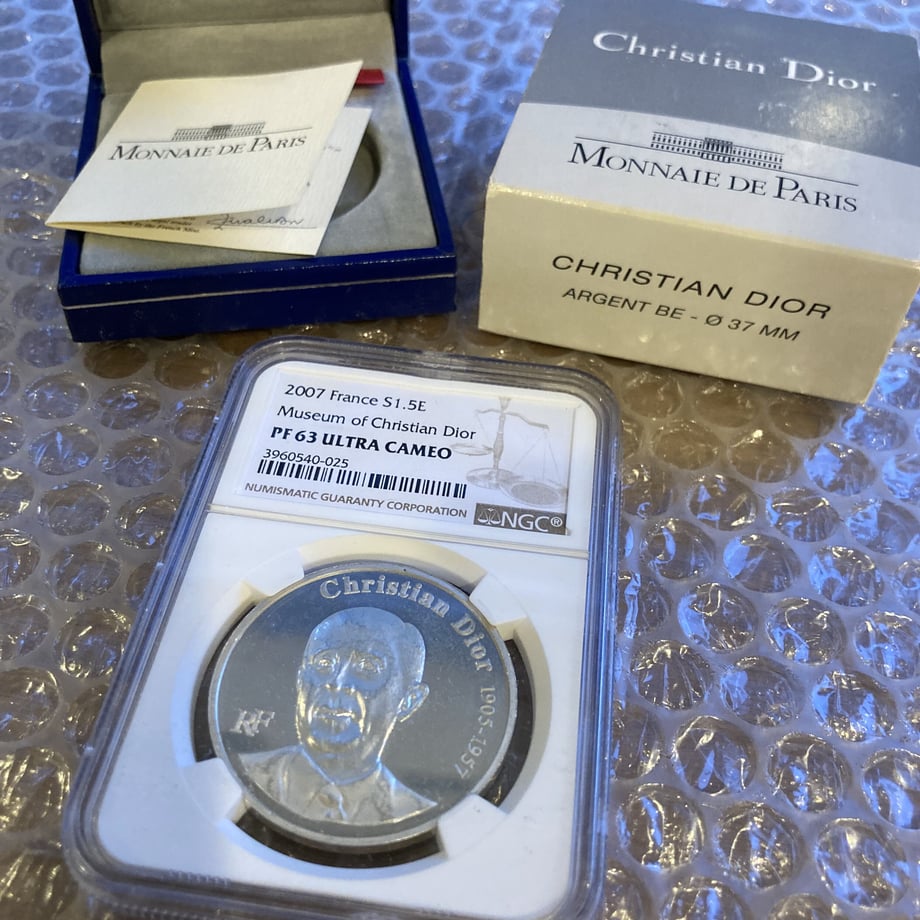 MONNAIE DE PARIS
Christian Dior
MONNAIE DE PARIS
CHRISTIAN DIOR
ARGENT BE - Ø 37 MM
2007 France S1.5E
Museum of Christian Dior
PF 63 ULTRA CAMEO
3960540-025
NUMISMATIC GUARANTY CORPORATION
NGC®
Christian Dior 1905-1957
RF